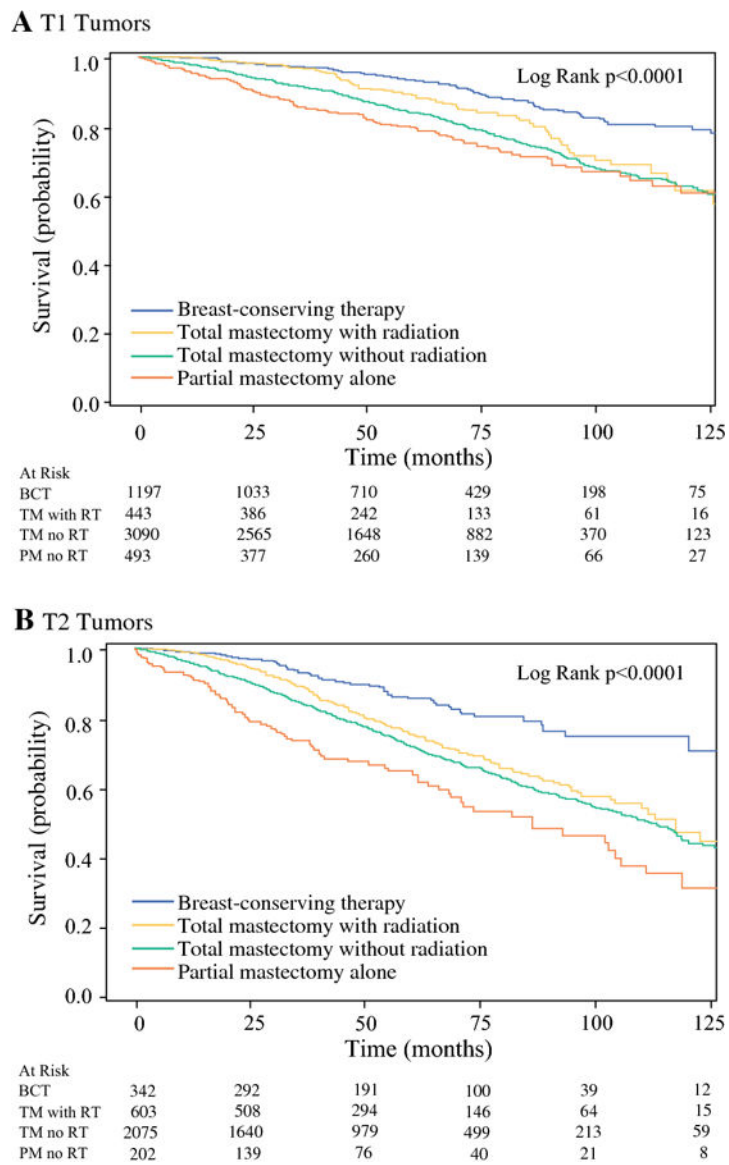 A T1 Tumors
1.0
Log Rank p<0.0001
0.8
0.6
0.4
0.2
0.0
Survival (probability)
Breast-conserving therapy
Total mastectomy with radiation
Total mastectomy without radiation
Partial mastectomy alone
0 25 50 75 100 125
Time (months)
At Risk
BCT 1197 1033 710 429 198 75
TM with RT 443 386 242 133 61 16
TM no RT 3090 2565 1648 882 370 123
PM no RT 493 377 260 139 66 27
B T2 Tumors
1.0
Log Rank p<0.0001
0.8
0.6
0.4
0.2
0.0
Survival (probability)
Breast-conserving therapy
Total mastectomy with radiation
Total mastectomy without radiation
Partial mastectomy alone
0 25 50 75 100 125
Time (months)
At Risk
BCT 342 292 191 100 39 12
TM with RT 603 508 294 146 64 15
TM no RT 2075 1640 979 499 213 59
PM no RT 202 139 76 40 21 8